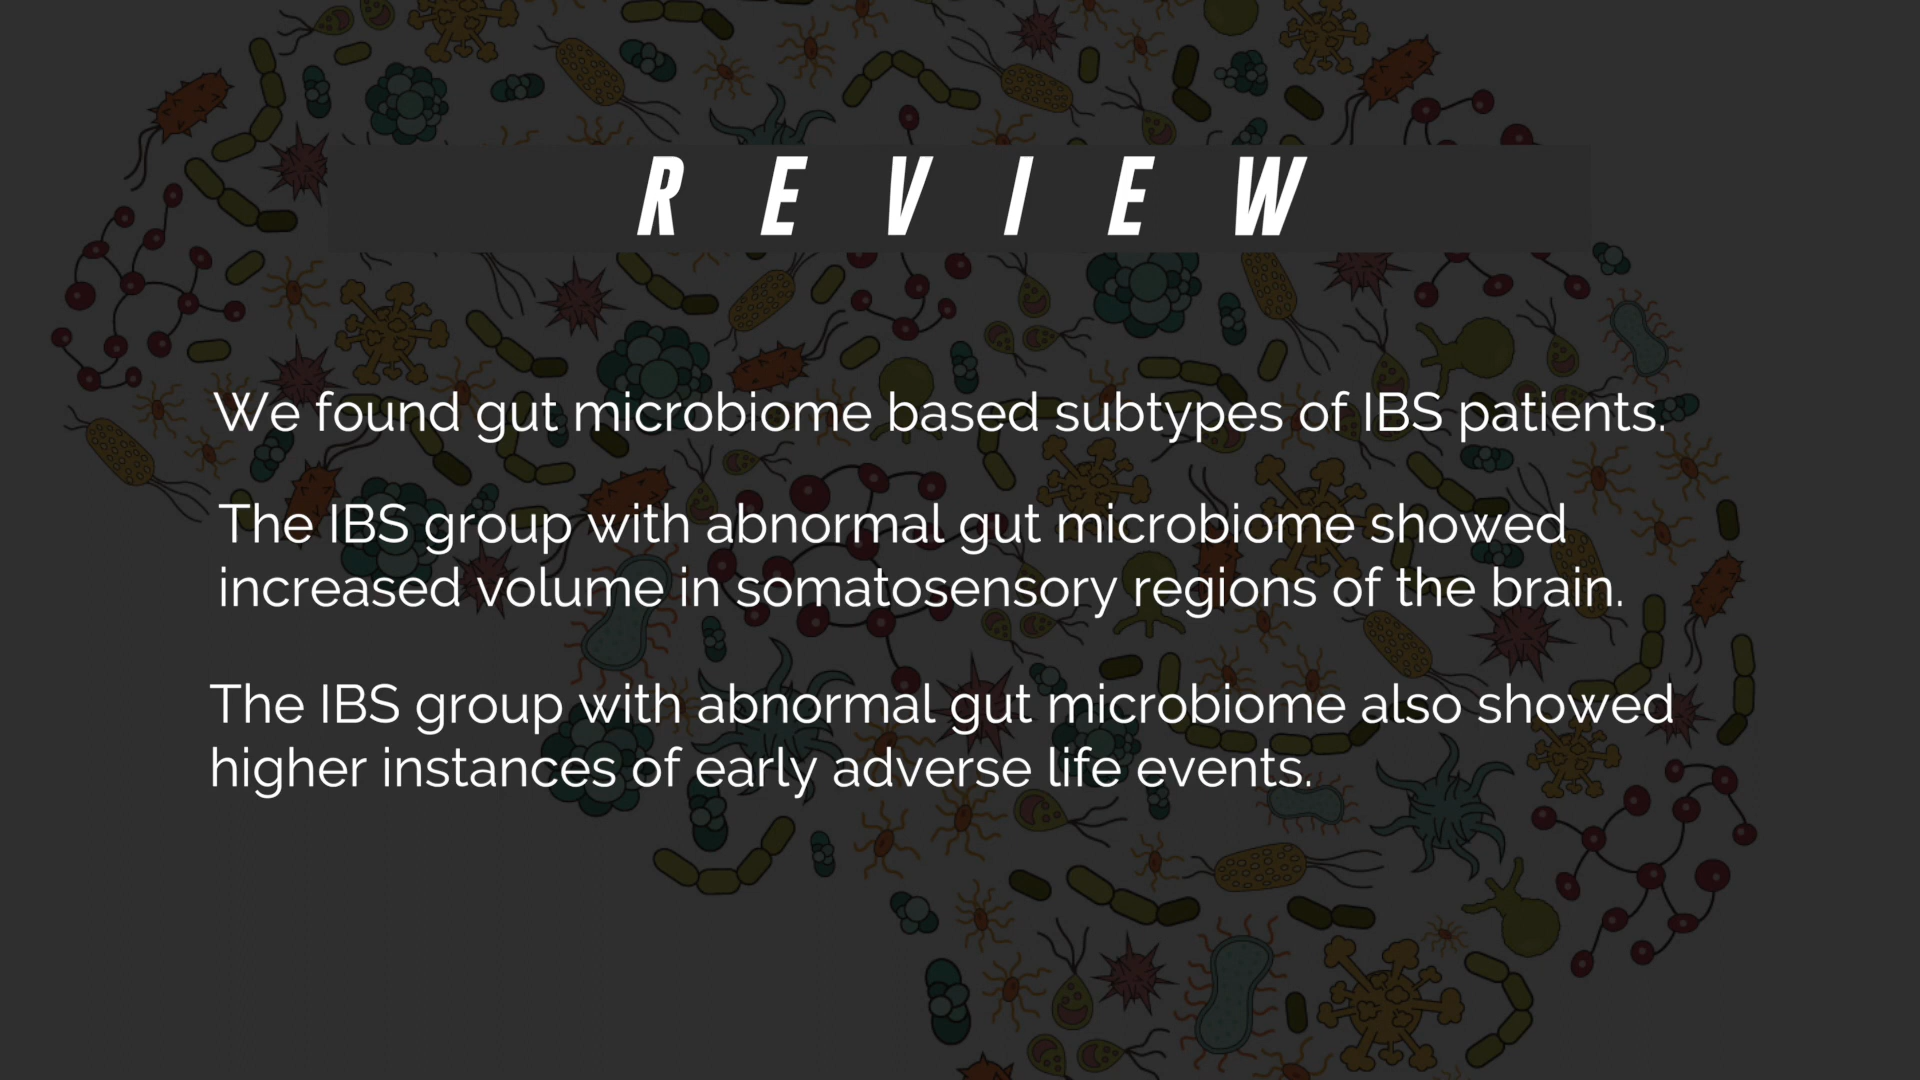 REVIEW
We found gut microbiome based subtypes of IBS patients.
The IBS group with abnormal gut microbiome showed
increased volume in somatosensory regions of the brain.
The IBS group with abnormal gut microbiome also showed
higher instances of early adverse life events.